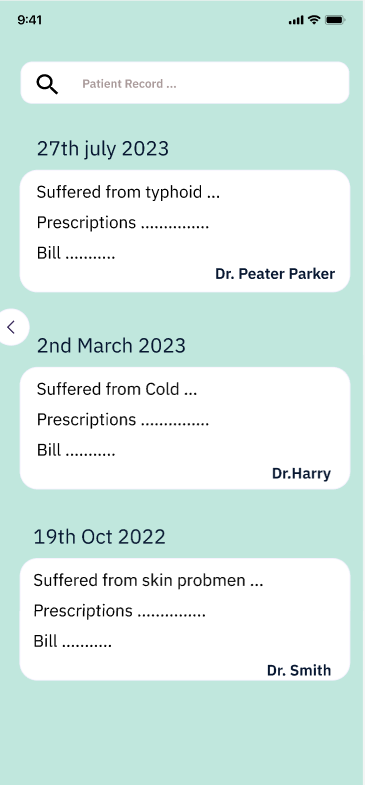 9:41
Patient Record ...
27th july 2023
Suffered from typhoid ...
Prescriptions ...............
Bill ...........
Dr. Peater Parker
2nd March 2023
Suffered from Cold ...
Prescriptions ...............
Bill ...........
Dr.Harry
19th Oct 2022
Suffered from skin probmen ...
Prescriptions ...............
Bill ...........
Dr. Smith